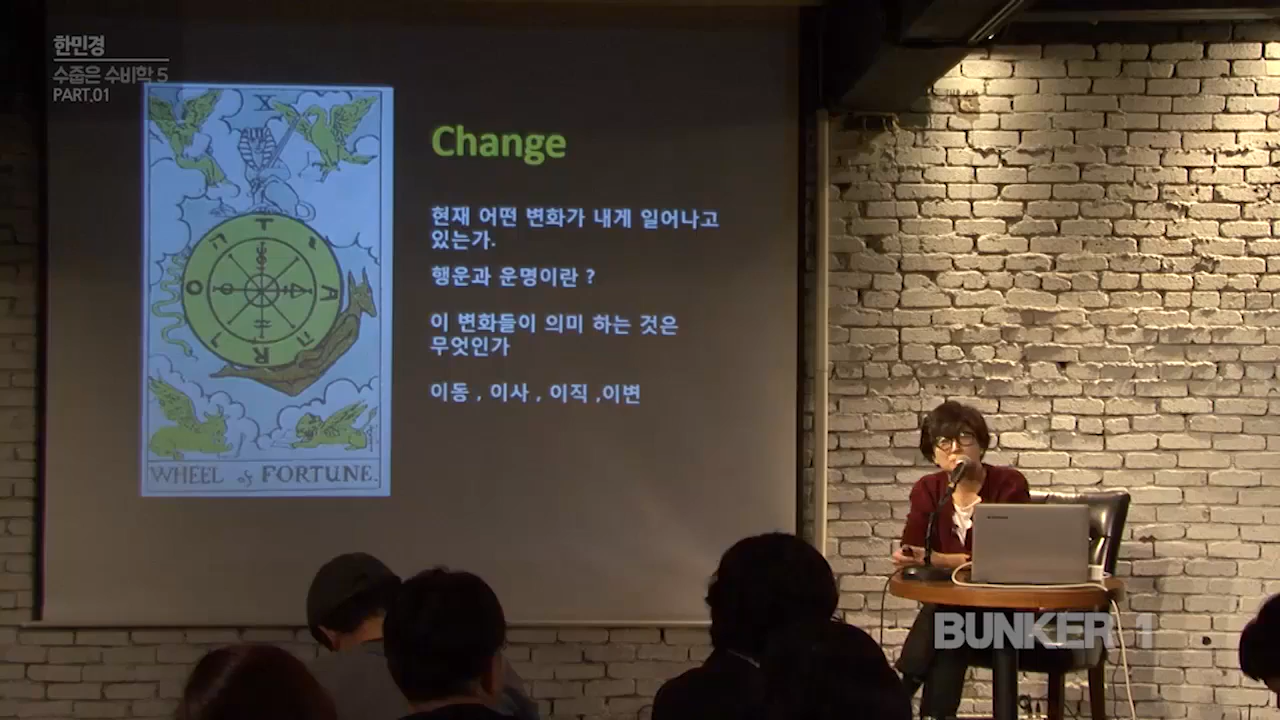 한민경
수줍은 수비학 5
PART.01
X
Change
현재 어떤 변화가 내게 일어나고
있는가.
행운과 운명이란 ?
이 변화들이 의미 하는 것은
무엇인가
이동 , 이사 , 이직 ,이변
T
A
R
O
WHEEL of FORTUNE.
BUNKER 1